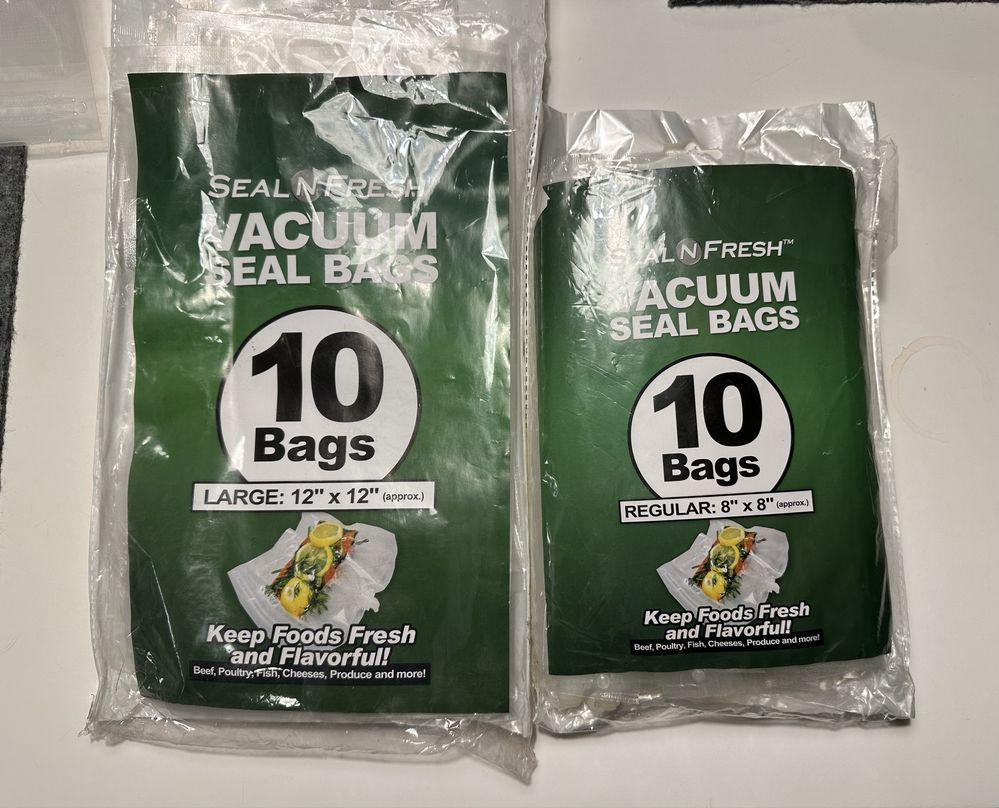 SEAL N FRESH
VACUUM
SEAL BAGS
10
Bags
LARGE: 12" x 12" (approx.)
Keep Foods Fresh
and Flavorful!
Beef, Poultry, Fish, Cheeses, Produce and more!
SEAL N FRESH™
VACUUM
SEAL BAGS
10
Bags
REGULAR: 8" x 8" (approx.)
Keep Foods Fresh
and Flavorful!
Beef, Poultry, Fish, Cheeses, Produce and more!